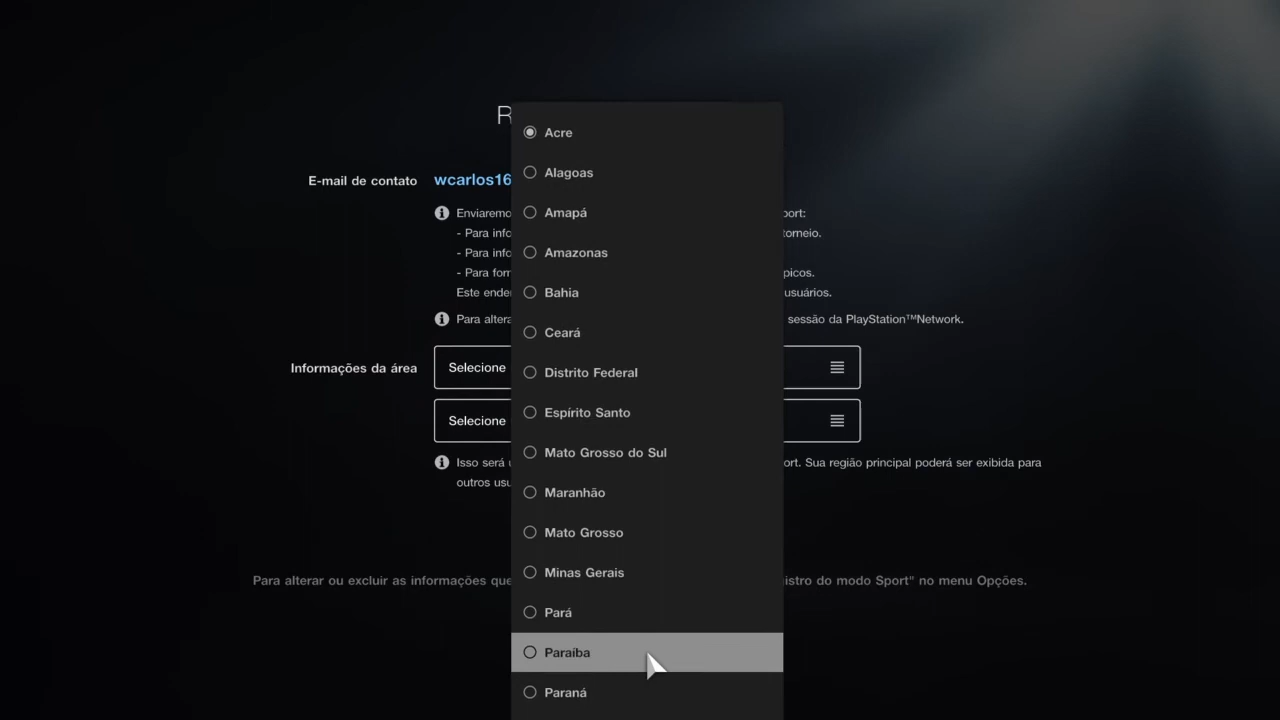 R
E-mail de contato
wcarlos16
Enviaremo
port:
- Para info
torneio.
- Para info
- Para forn
picos.
Este ender
usuários.
Para altera
sessão da PlayStation™Network.
Informações da área
Selecione
Selecione
Isso será u
ort. Sua região principal poderá ser exibida para
outros usu
Para alterar ou excluir as informações que
istro do modo Sport" no menu Opções.
Acre
Alagoas
Amapá
Amazonas
Bahia
Ceará
Distrito Federal
Espírito Santo
Mato Grosso do Sul
Maranhão
Mato Grosso
Minas Gerais
Pará
Paraíba
Paraná